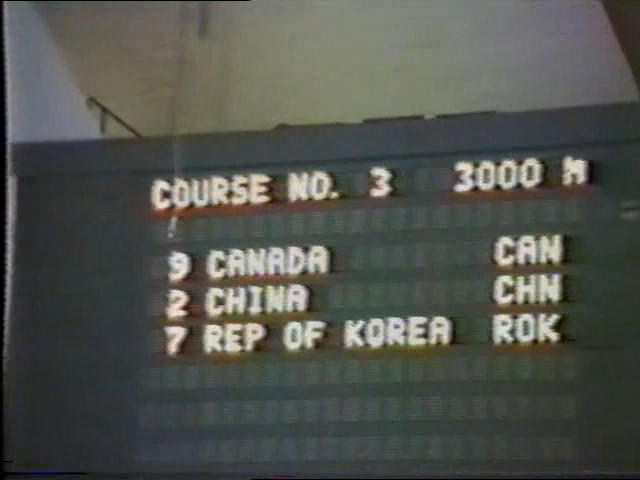 COURSE NO. 3 3000 M
9 CANADA CAN
2 CHINA CHN
7 REP OF KOREA ROK